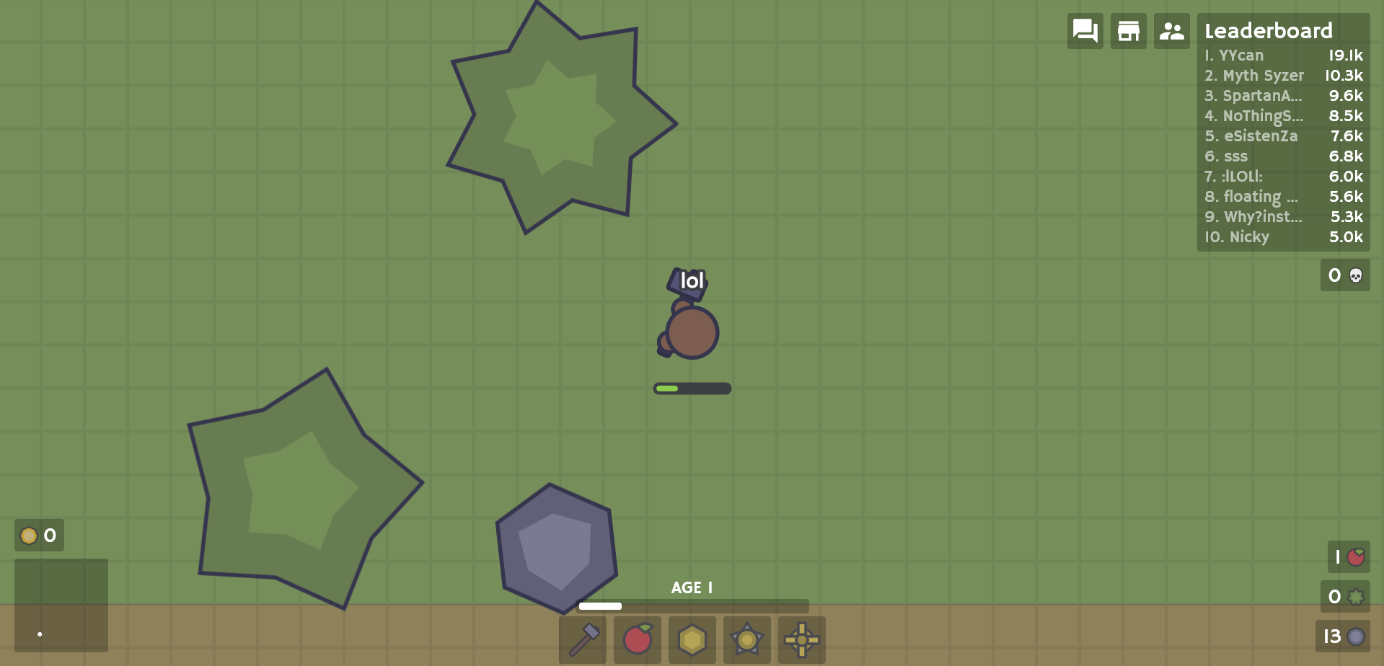 Leaderboard
1. YYcan 19.1k
2. Myth Syzer 10.3k
3. SpartanA... 9.6k
4. NoThingS... 8.5k
5. eSistenZa 7.6k
6. sss 6.8k
7. :lLOLl: 6.0k
8. floating ... 5.6k
9. Why?inst... 5.3k
10. Nicky 5.0k
0
lol
0
AGE 1
1
0
13